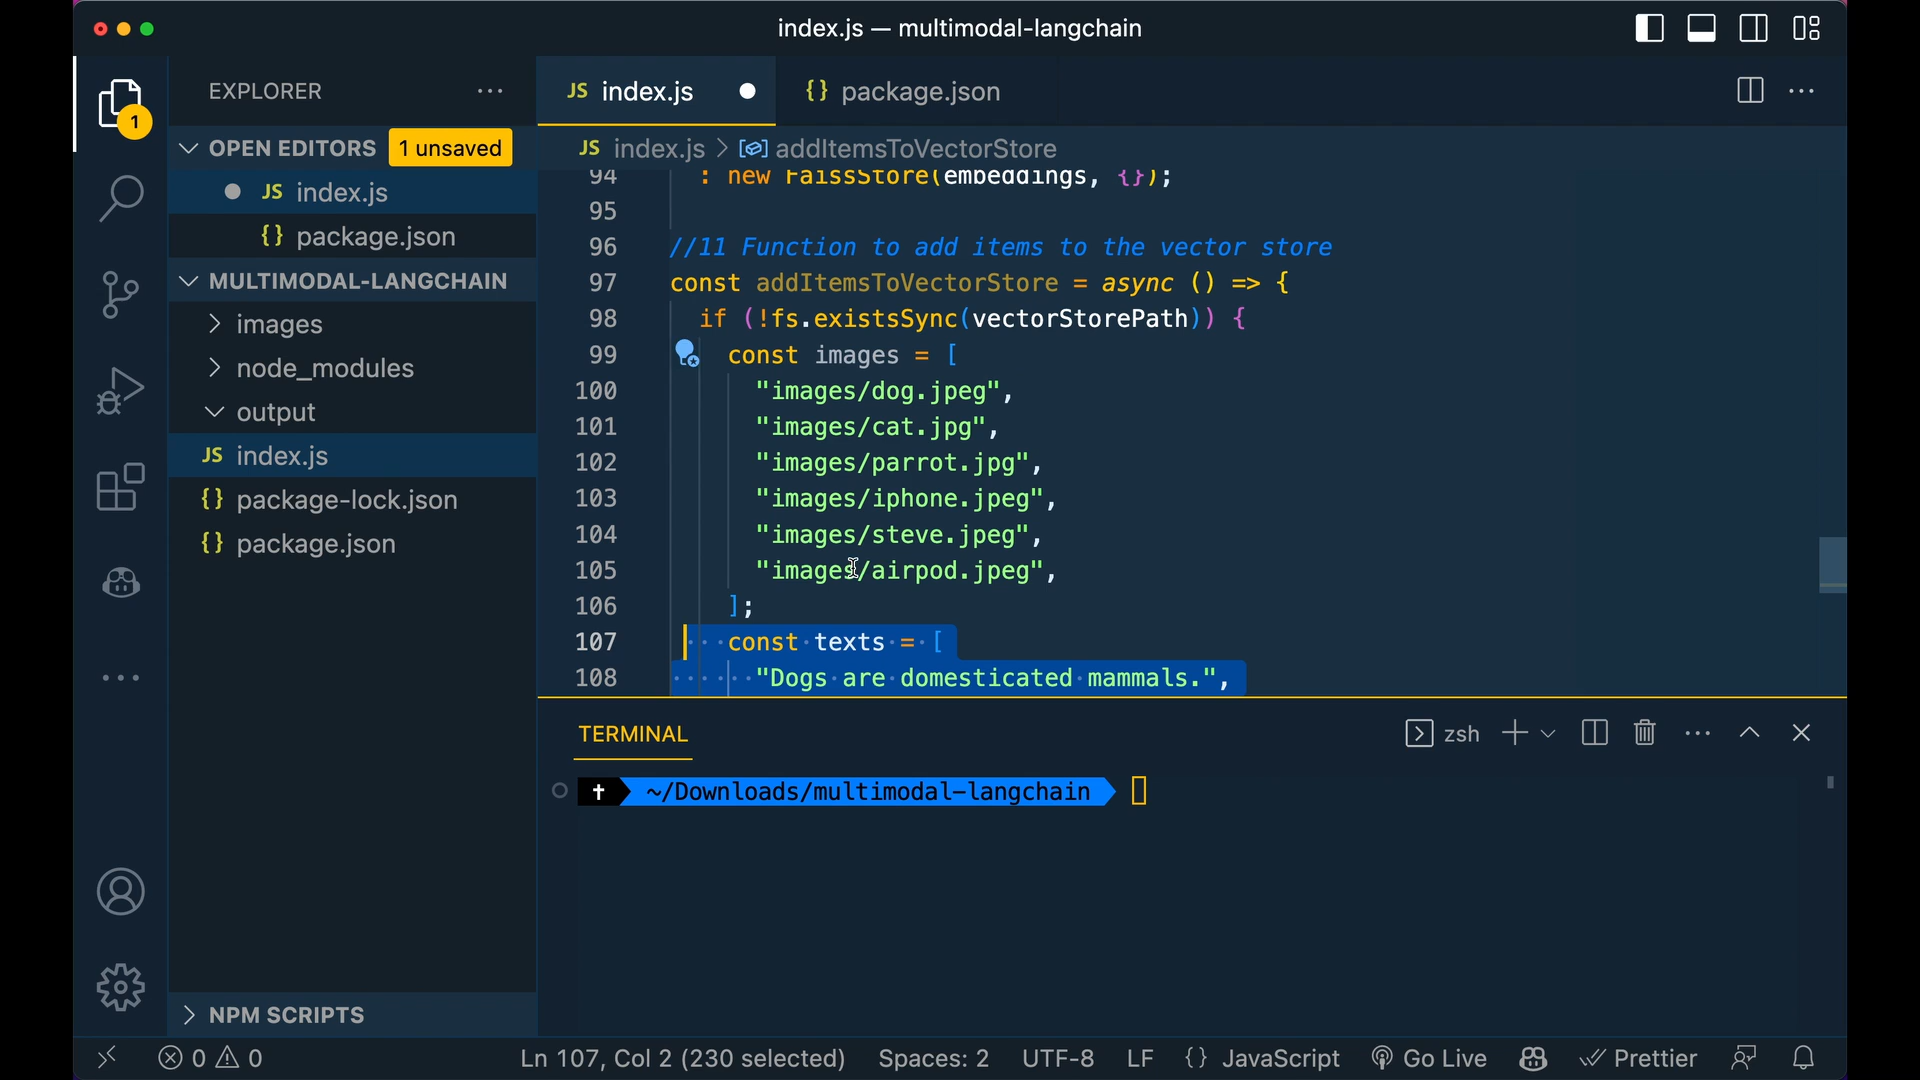 index.js — multimodal-langchain
EXPLORER
JS index.js
{} package.json
1
OPEN EDITORS 1 unsaved
JS index.js > addItemsToVectorStore
JS index.js
{} package.json
MULTIMODAL-LANGCHAIN
images
node_modules
output
JS index.js
{} package-lock.json
{} package.json
NPM SCRIPTS
94 : new FaissStore(embeddings, {});
95
96 //11 Function to add items to the vector store
97 const addItemsToVectorStore = async () => {
98 if (!fs.existsSync(vectorStorePath)) {
99 const images = [
100 "images/dog.jpeg",
101 "images/cat.jpg",
102 "images/parrot.jpg",
103 "images/iphone.jpeg",
104 "images/steve.jpeg",
105 "images/airpod.jpeg",
106 ];
107 const texts = [
108 "Dogs are domesticated mammals.",
TERMINAL
zsh
~/Downloads/multimodal-langchain
0 0
Ln 107, Col 2 (230 selected)
Spaces: 2
UTF-8
LF
{} JavaScript
Go Live
Prettier